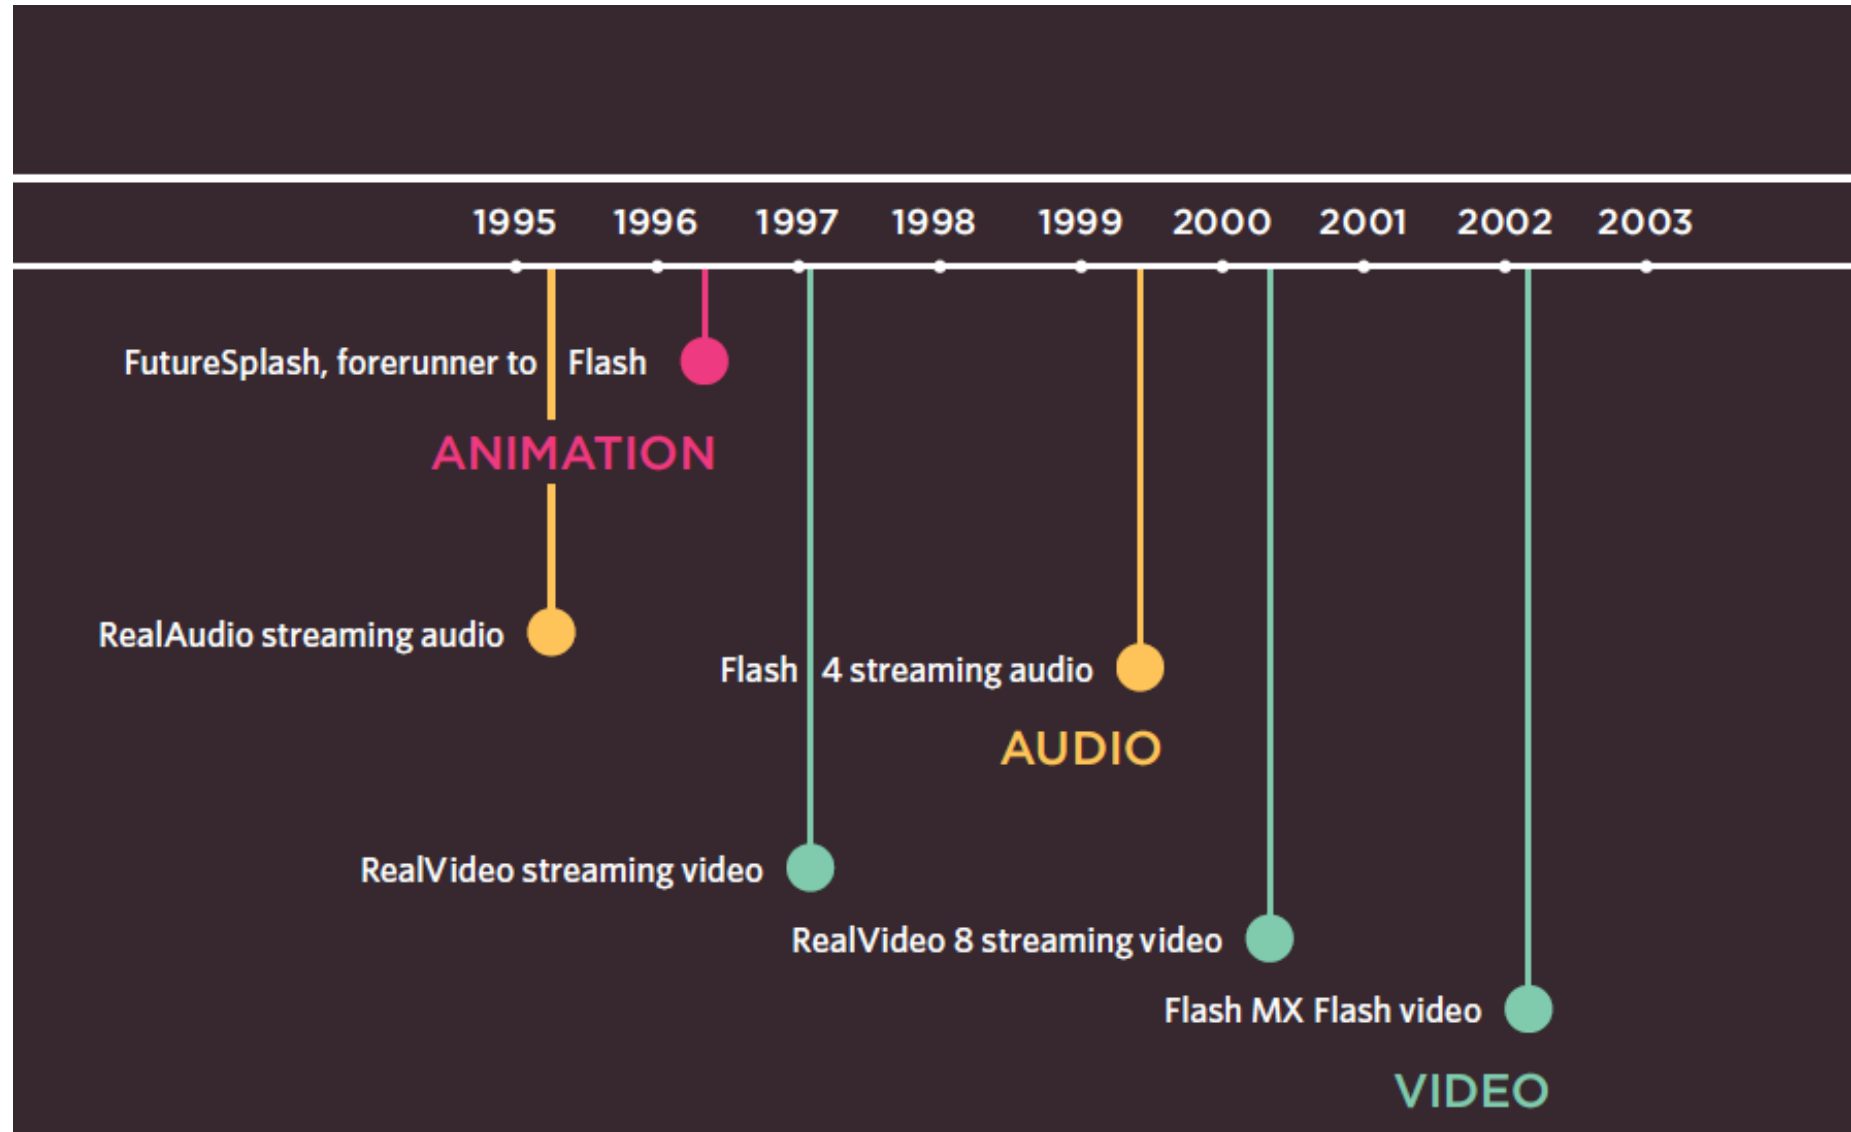 1995 1996 1997 1998 1999 2000 2001 2002 2003
FutureSplash, forerunner to Flash
ANIMATION
RealAudio streaming audio
Flash 4 streaming audio
AUDIO
RealVideo streaming video
RealVideo 8 streaming video
Flash MX Flash video
VIDEO